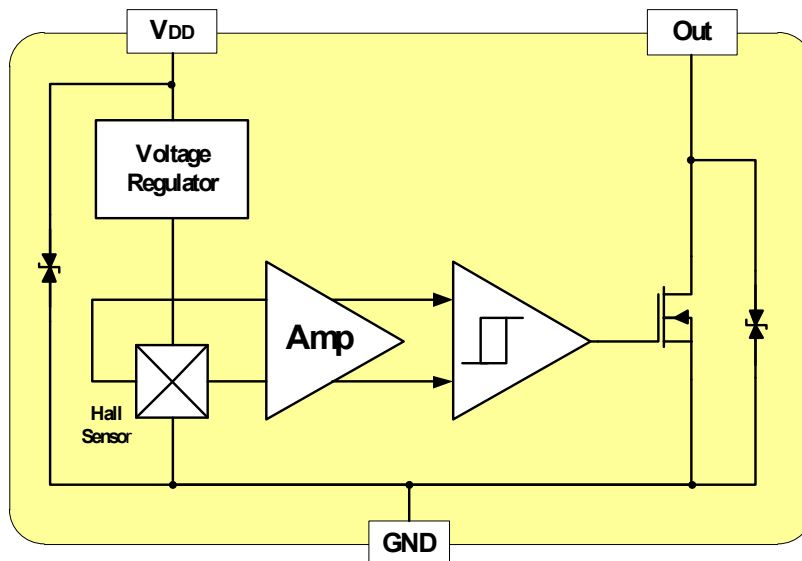 VDD
Out
Voltage
Regulator
Amp
Hall
Sensor
GND